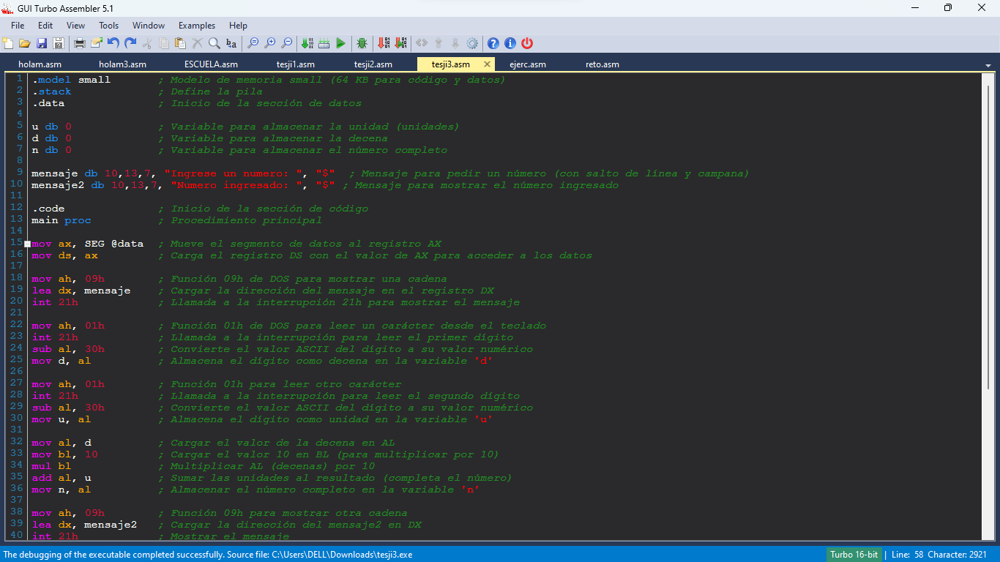 GUI Turbo Assembler 5.1
File Edit View Tools Window Examples Help
holam.asm holam3.asm ESCUELA.asm tesji1.asm tesji2.asm tesji3.asm ejerc.asm reto.asm
1 .model small ; Modelo de memoria small (64 KB para código y datos)
2 .stack ; Define la pila
3 .data ; Inicio de la sección de datos
4
5 u db 0 ; Variable para almacenar la unidad (unidades)
6 d db 0 ; Variable para almacenar la decena
7 n db 0 ; Variable para almacenar el número completo
8
9 mensaje db 10,13,7, "Ingrese un numero: ", "$" ; Mensaje para pedir un número (con salto de línea y campana)
10 mensaje2 db 10,13,7, "Numero ingresado: ", "$" ; Mensaje para mostrar el número ingresado
11
12 .code ; Inicio de la sección de código
13 main proc ; Procedimiento principal
14
15 mov ax, SEG @data ; Mueve el segmento de datos al registro AX
16 mov ds, ax ; Carga el registro DS con el valor de AX para acceder a los datos
17
18 mov ah, 09h ; Función 09h de DOS para mostrar una cadena
19 lea dx, mensaje ; Cargar la dirección del mensaje en el registro DX
20 int 21h ; Llamada a la interrupción 21h para mostrar el mensaje
21
22 mov ah, 01h ; Función 01h de DOS para leer un carácter desde el teclado
23 int 21h ; Llamada a la interrupción para leer el primer dígito
24 sub al, 30h ; Convierte el valor ASCII del dígito a su valor numérico
25 mov d, al ; Almacena el dígito como decena en la variable 'd'
26
27 mov ah, 01h ; Función 01h para leer otro carácter
28 int 21h ; Llamada a la interrupción para leer el segundo dígito
29 sub al, 30h ; Convierte el valor ASCII del dígito a su valor numérico
30 mov u, al ; Almacena el dígito como unidad en la variable 'u'
31
32 mov al, d ; Cargar el valor de la decena en AL
33 mov bl, 10 ; Cargar el valor 10 en BL (para multiplicar por 10)
34 mul bl ; Multiplicar AL (decenas) por 10
35 add al, u ; Sumar las unidades al resultado (completa el número)
36 mov n, al ; Almacenar el número completo en la variable 'n'
37
38 mov ah, 09h ; Función 09h para mostrar otra cadena
39 lea dx, mensaje2 ; Cargar la dirección del mensaje2 en DX
40 int 21h ; Mostrar el mensaje
The debugging of the executable completed successfully. Source file: C:\Users\DELL\Downloads\tesji3.exe Turbo 16-bit | Line: 58 Character: 2921